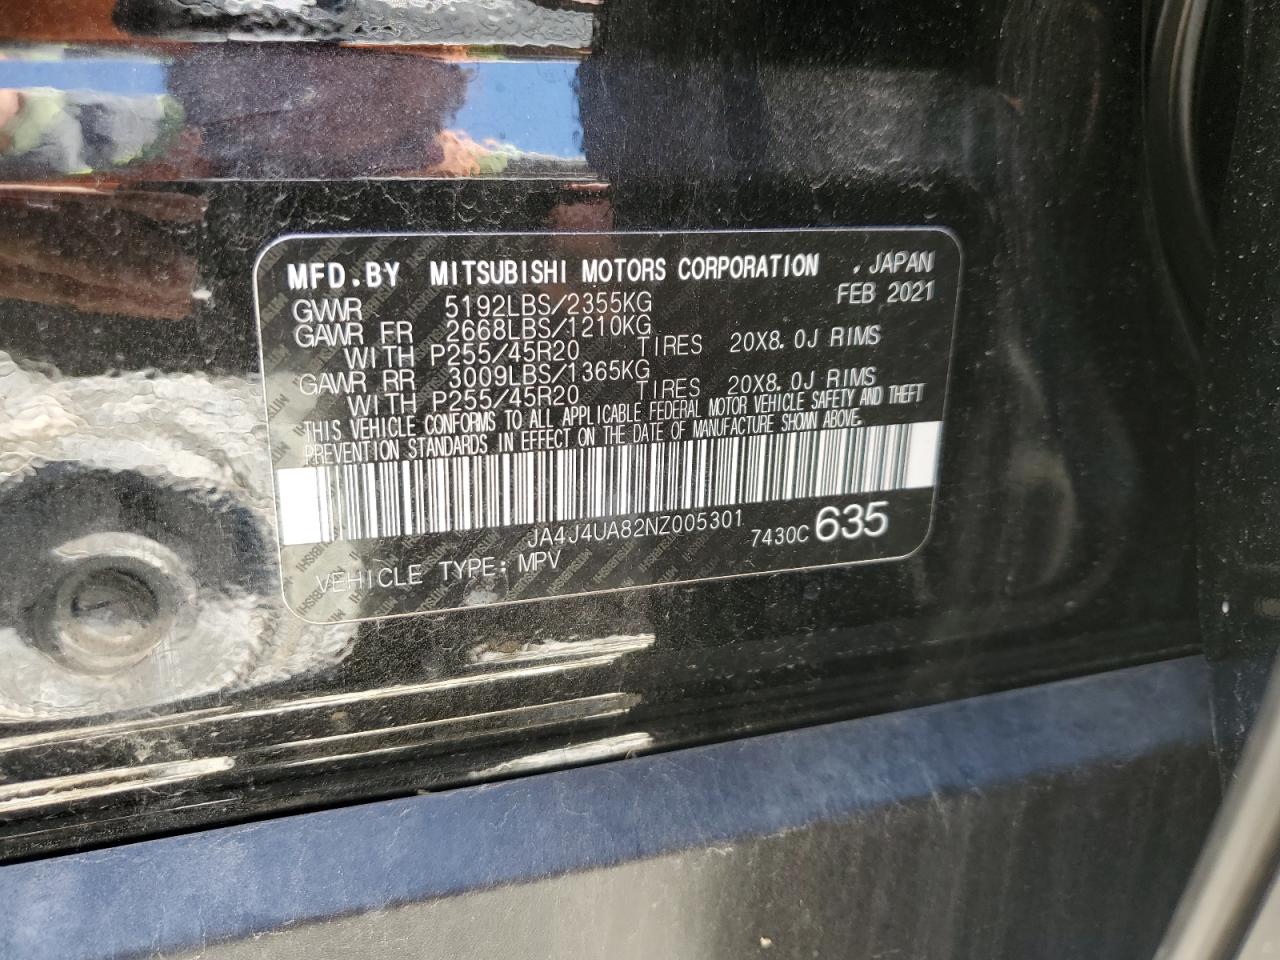 MFD.BY MITSUBISHI MOTORS CORPORATION . JAPAN
FEB 2021
GVWR 5192LBS/2355KG
GAWR FR 2668LBS/1210KG
WITH P255/45R20 TIRES 20X8.0J RIMS
GAWR RR 3009LBS/1365KG
WITH P255/45R20 TIRES 20X8.0J RIMS
THIS VEHICLE CONFORMS TO ALL APPLICABLE FEDERAL MOTOR VEHICLE SAFETY AND THEFT
PREVENTION STANDARDS IN EFFECT ON THE DATE OF MANUFACTURE SHOWN ABOVE.
JA4J4UA82NZ005301 7430C 635
VEHICLE TYPE: MPV